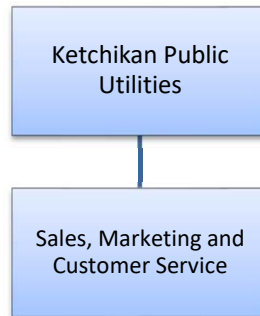 Ketchikan Public
Utilities
Sales, Marketing and
Customer Service